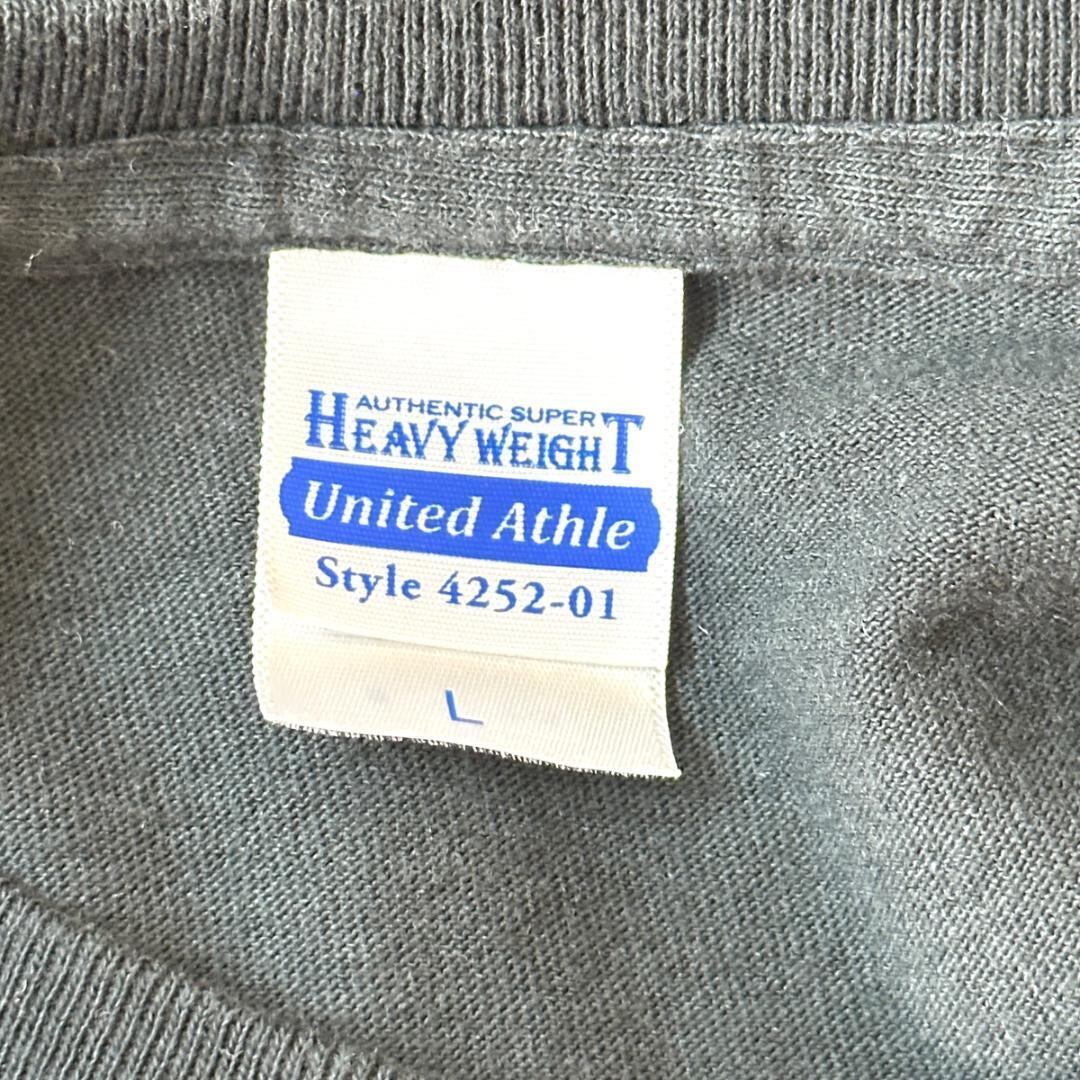 AUTHENTIC SUPER
HEAVY WEIGHT
United Athle
Style 4252-01
L